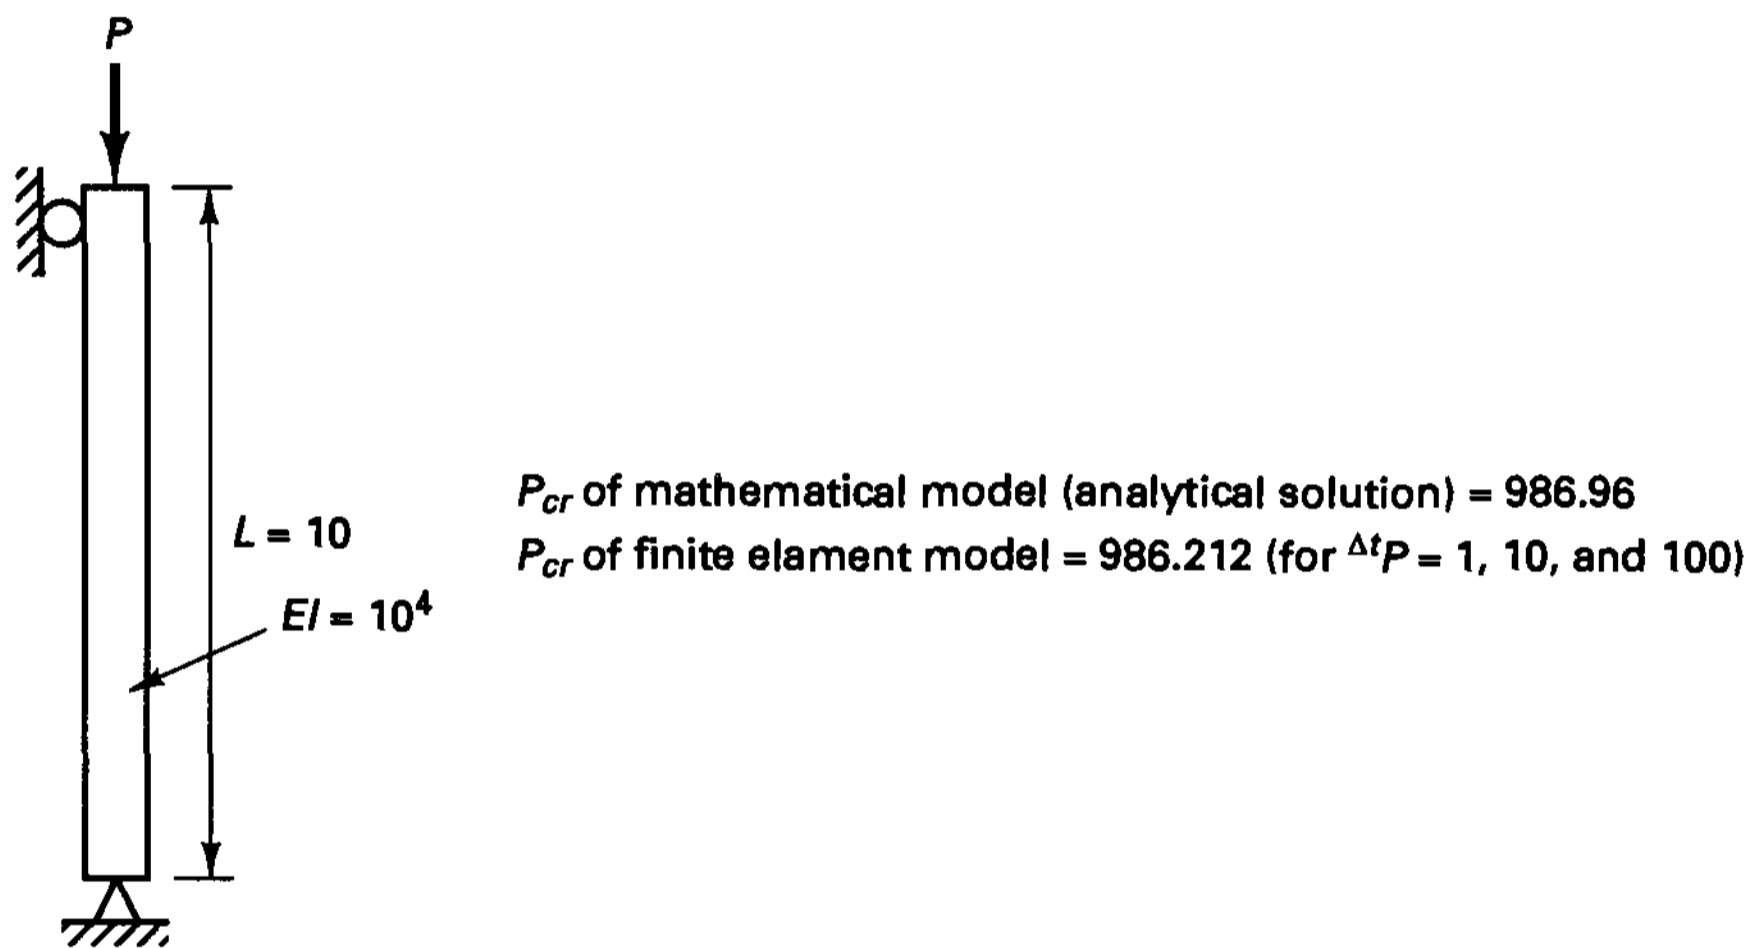 P
L = 10
EI = 10⁴
P_cr of mathematical model (analytical solution) = 986.96
P_cr of finite elament model = 986.212 (for ^Δt P = 1, 10, and 100)